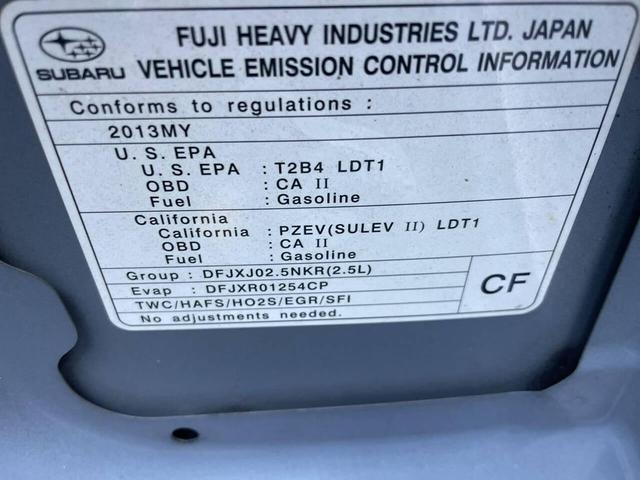 FUJI HEAVY INDUSTRIES LTD. JAPAN
SUBARU VEHICLE EMISSION CONTROL INFORMATION
Conforms to regulations :
2013MY
U. S. EPA
U. S. EPA : T2B4 LDT1
OBD : CA II
Fuel : Gasoline
California
California : PZEV(SULEV II) LDT1
OBD : CA II
Fuel : Gasoline
Group : DFJXJ02.5NKR(2.5L)
Evap : DFJXR01254CP
TWC/HAFS/HO2S/EGR/SFI
No adjustments needed.
CF